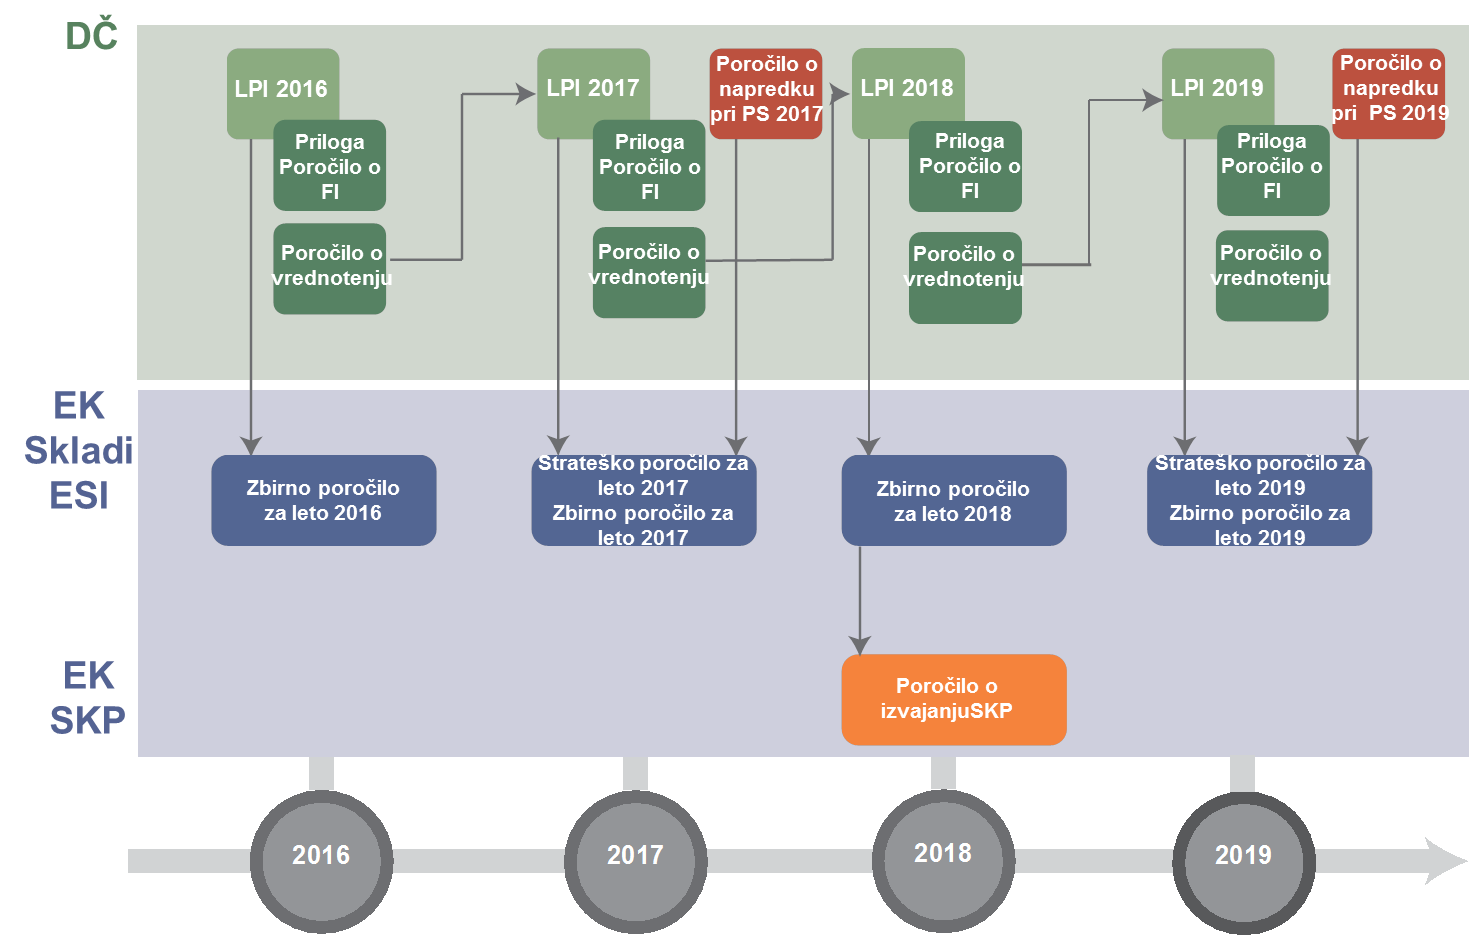 DČ
LPI 2016
Priloga
Poročilo o
FI
Poročilo o
vrednotenju
LPI 2017
Priloga
Poročilo o
FI
Poročilo o
vrednotenju
Poročilo o
napredku
pri PS 2017
LPI 2018
Priloga
Poročilo o
FI
Poročilo o
vrednotenju
LPI 2019
Priloga
Poročilo o
FI
Poročilo o
vrednotenju
Poročilo o
napredku
pri PS 2019
EK
Skladi
ESI
Zbirno poročilo
za leto 2016
Strateško poročilo za
leto 2017
Zbirno poročilo za
leto 2017
Zbirno poročilo
za leto 2018
Strateško poročilo za
leto 2019
Zbirno poročilo za
leto 2019
EK
SKP
Poročilo o
izvajanjuSKP
2016
2017
2018
2019